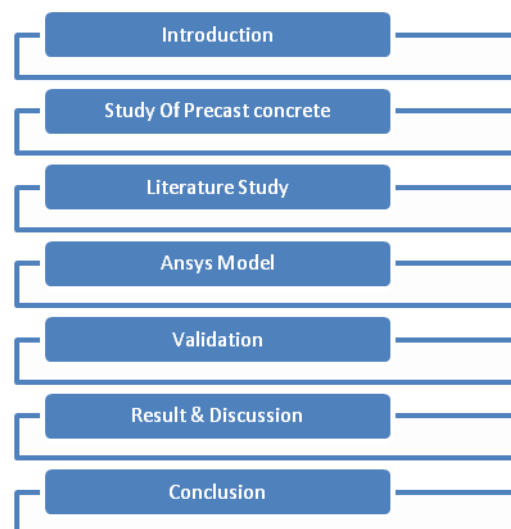 Introduction
Study Of Precast concrete
Literature Study
Ansys Model
Validation
Result & Discussion
Conclusion